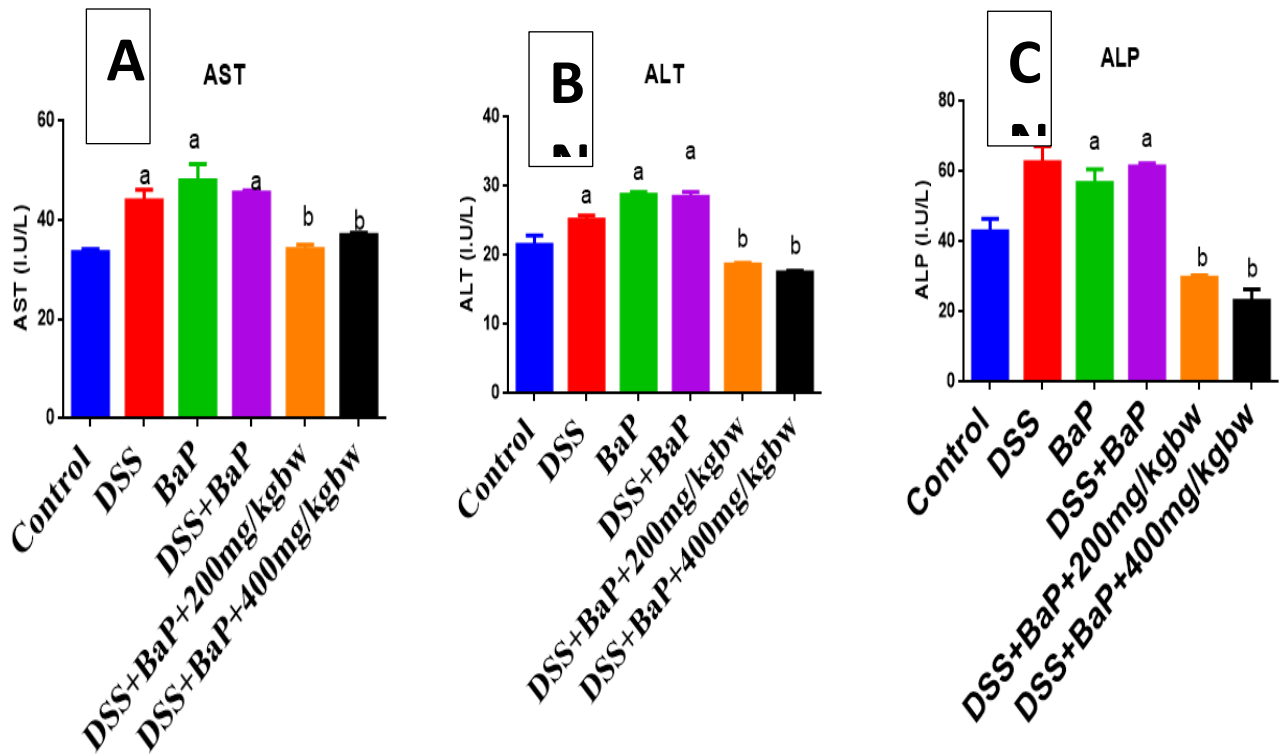 A
AST
AST (I.U/L)
60
40
20
0
a
a
a
b
b
Control
DSS
BaP
DSS+BaP
DSS+BaP+200mg/kgbw
DSS+BaP+400mg/kgbw
B
ALT
ALT (I.U/L)
40
30
20
10
0
a
a
a
b
b
Control
DSS
BaP
DSS+BaP
DSS+BaP+200mg/kgbw
DSS+BaP+400mg/kgbw
C
ALP
ALP (I.U/L)
80
60
40
20
0
a
a
b
b
Control
DSS
BaP
DSS+BaP
DSS+BaP+200mg/kgbw
DSS+BaP+400mg/kgbw